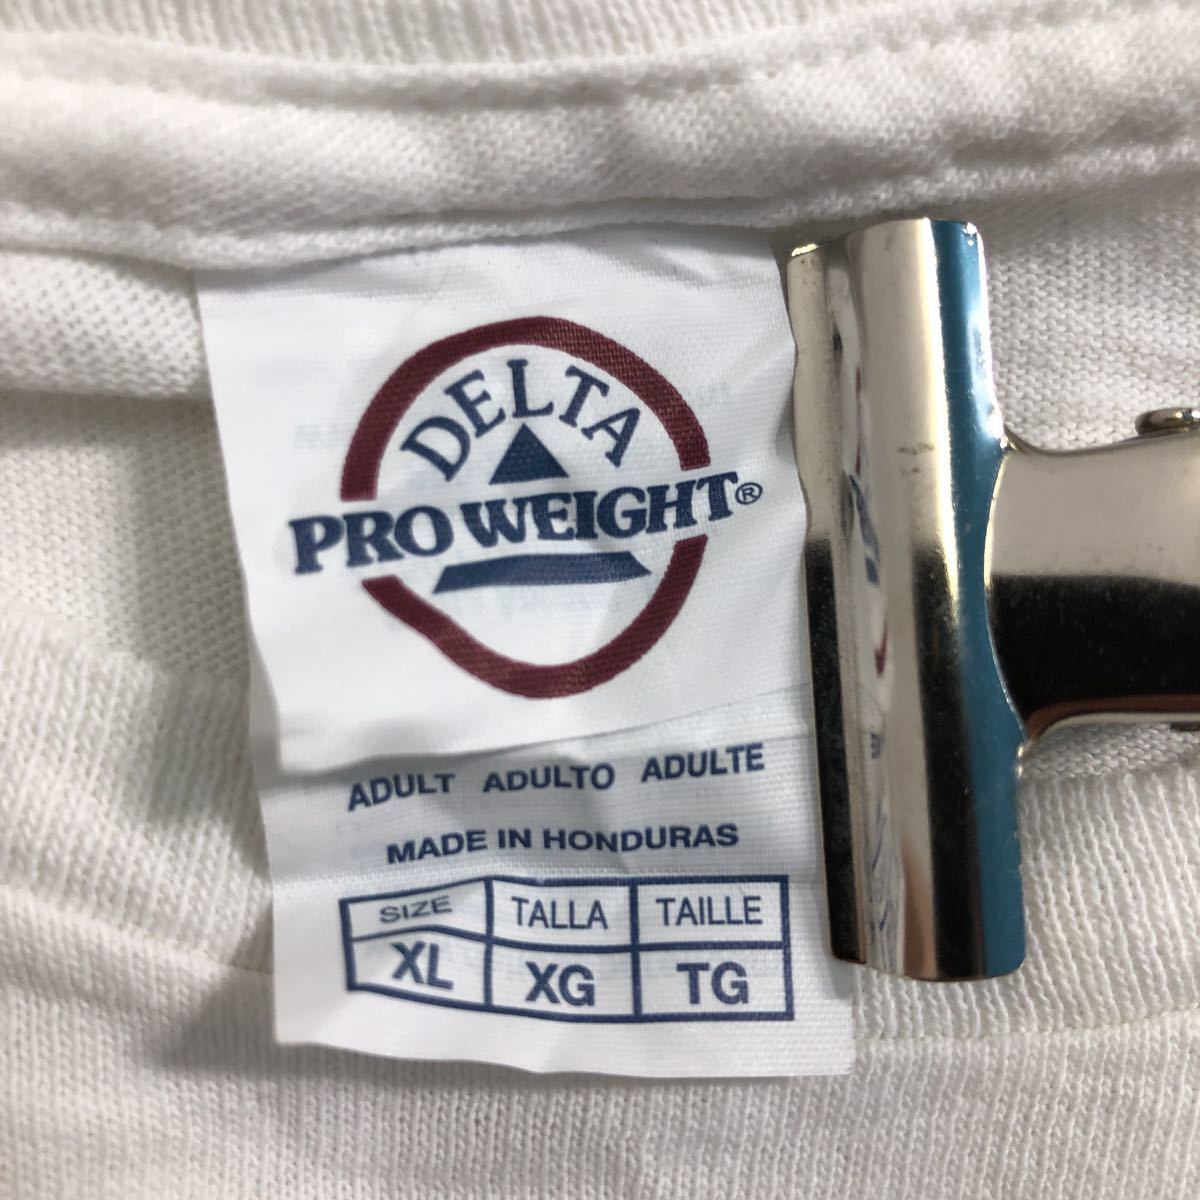 DELTA
PRO WEIGHT®
ADULT ADULTO ADULTE
MADE IN HONDURAS
SIZE TALLA TAILLE
XL XG TG